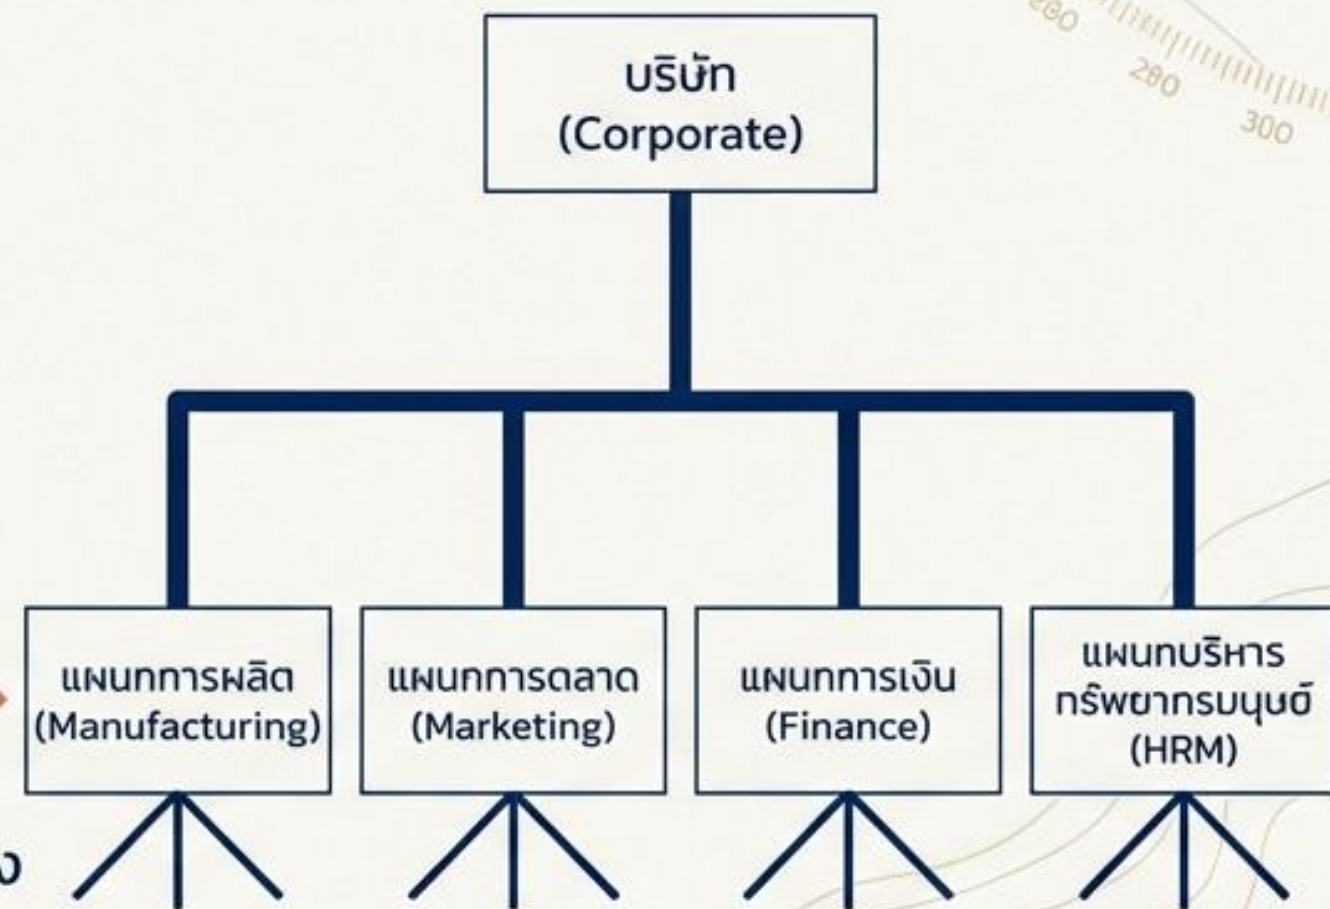 260
280
300
บริษัท
(Corporate)
แผนกการผลิต
(Manufacturing)
แผนกการตลาด
(Marketing)
แผนกการเงิน
(Finance)
แผนกบริหาร
ทรัพยากรมนุษย์
(HRM)